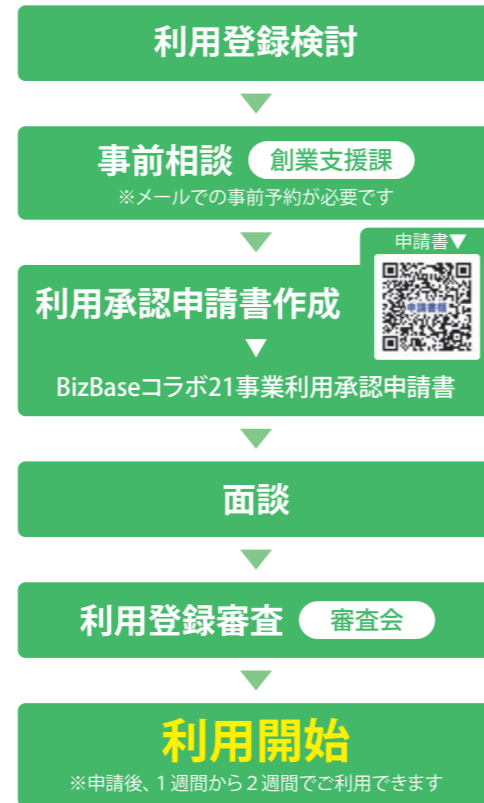 利用登録検討
事前相談 創業支援課
※メールでの事前予約が必要です
申請書▼
申請書類
利用承認申請書作成
▼
BizBaseコラボ21事業利用承認申請書
面談
利用登録審査 審査会
利用開始
※申請後、1週間から2週間でご利用できます